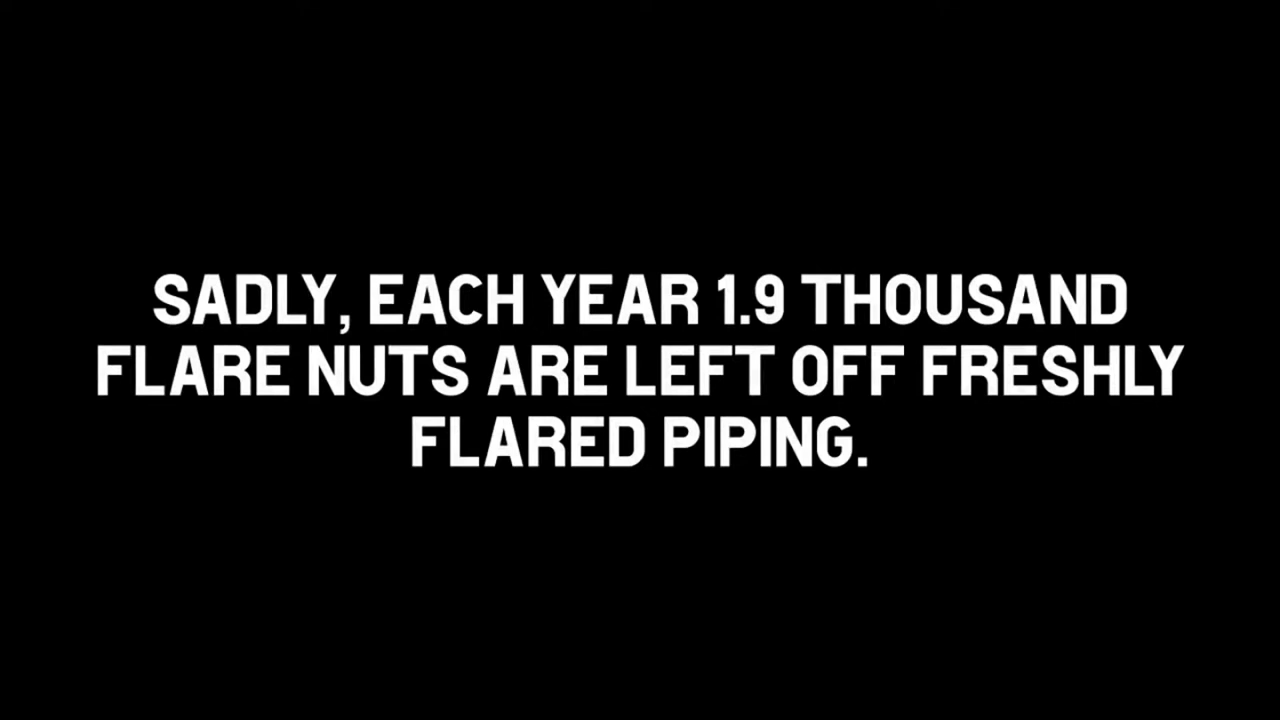 SADLY, EACH YEAR 1.9 THOUSAND
FLARE NUTS ARE LEFT OFF FRESHLY
FLARED PIPING.